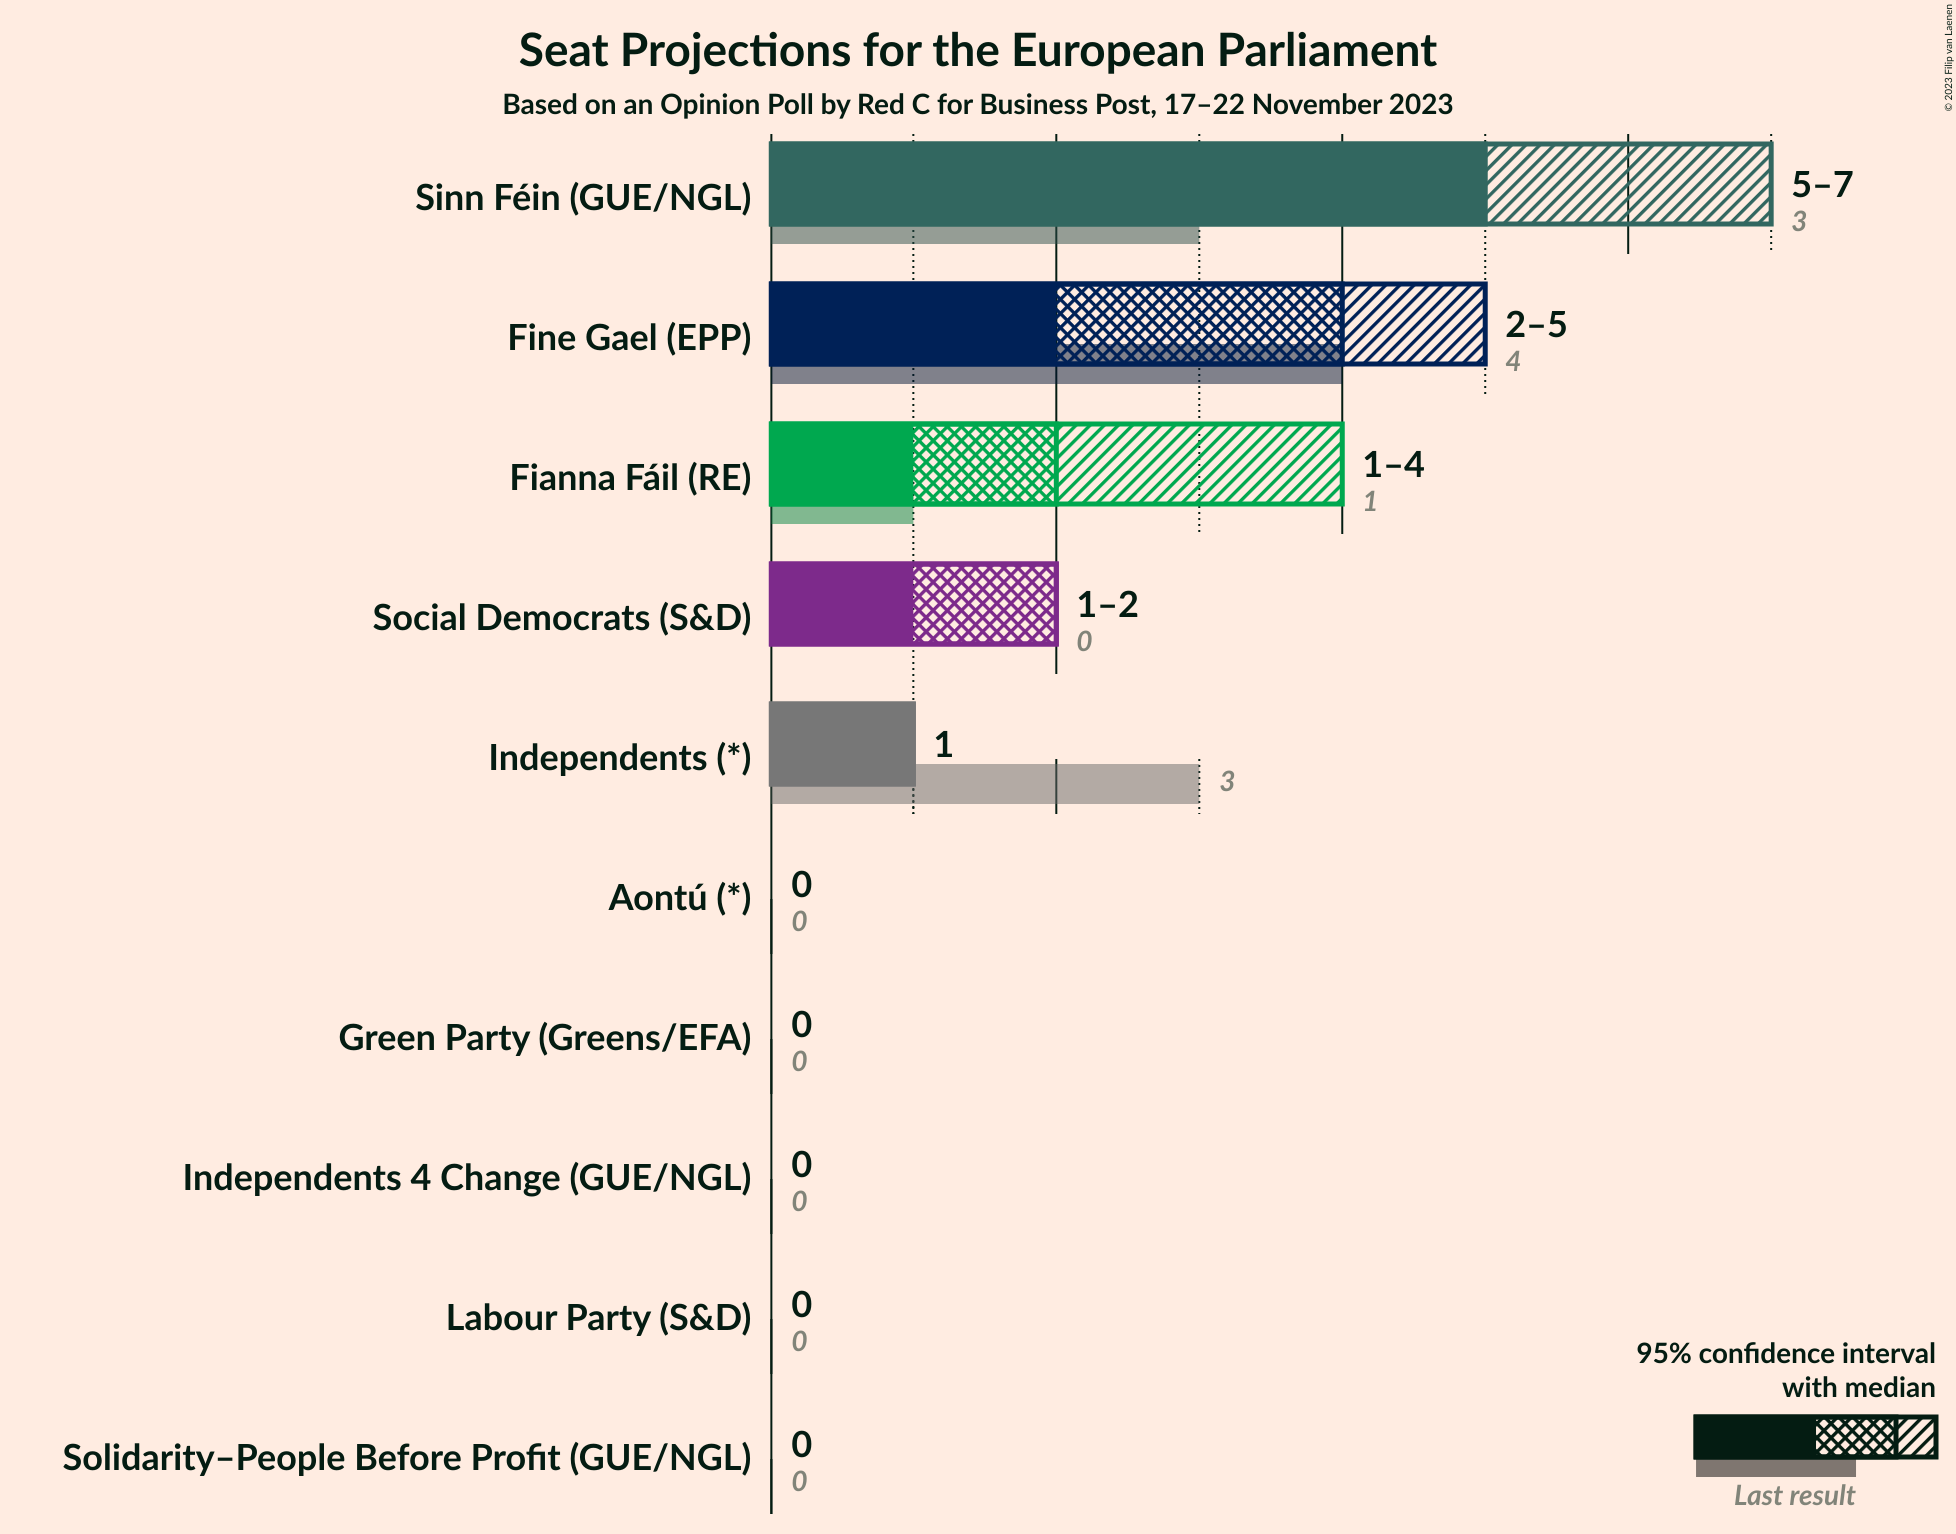 Seat Projections for the European Parliament
Based on an Opinion Poll by Red C for Business Post, 17–22 November 2023
© 2023 Filip van Laenen
Sinn Féin (GUE/NGL)
5–7
3
Fine Gael (EPP)
2–5
4
Fianna Fáil (RE)
1–4
1
Social Democrats (S&D)
1–2
0
Independents (*)
1
3
Aontú (*)
0
0
Green Party (Greens/EFA)
0
0
Independents 4 Change (GUE/NGL)
0
0
Labour Party (S&D)
0
0
Solidarity–People Before Profit (GUE/NGL)
0
0
95% confidence interval
with median
Last result